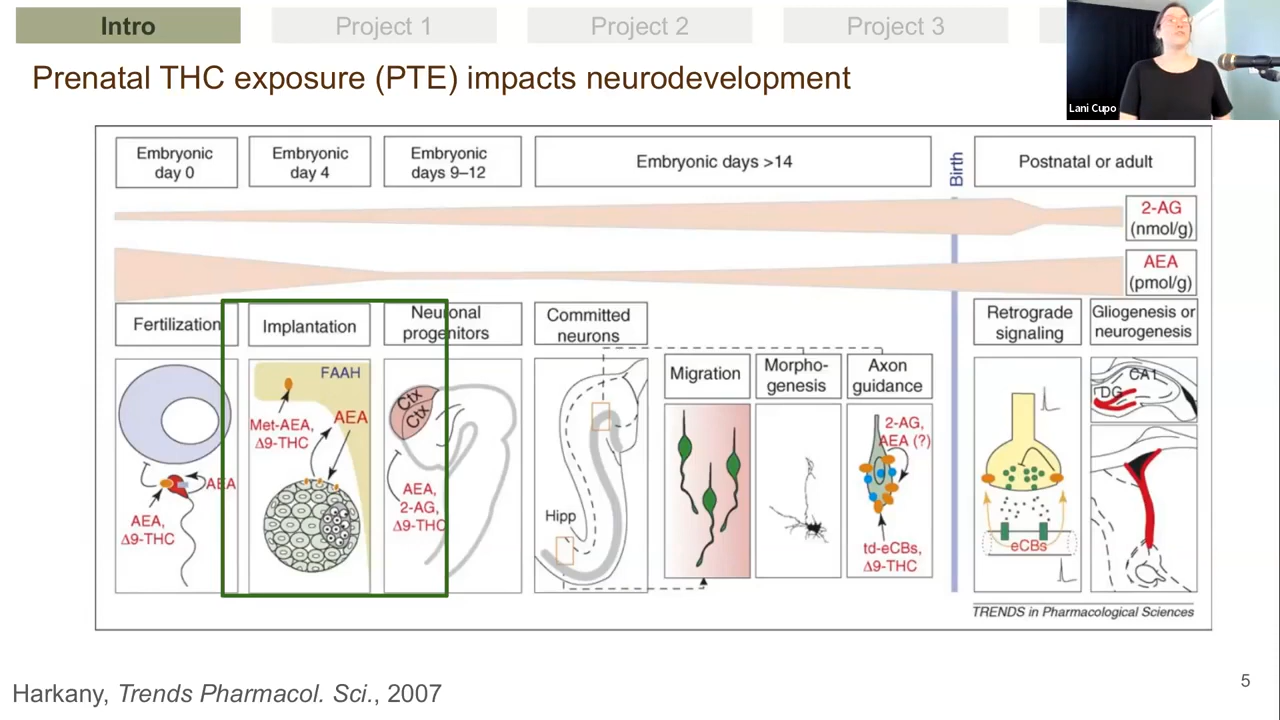 Intro
Project 1
Project 2
Project 3
Prenatal THC exposure (PTE) impacts neurodevelopment
Lani Cupo
Embryonic
day 0
Embryonic
day 4
Embryonic
days 9–12
Embryonic days >14
Birth
Postnatal or adult
2-AG
(nmol/g)
AEA
(pmol/g)
Fertilization
Implantation
Neuronal
progenitors
Committed
neurons
Migration
Morpho-
genesis
Axon
guidance
Retrograde
signaling
Gliogenesis or
neurogenesis
AEA
AEA,
Δ9-THC
FAAH
Met-AEA,
Δ9-THC
AEA
Ctx
Ctx
AEA,
2-AG,
Δ9-THC
Hipp
2-AG,
AEA (?)
td-eCBs,
Δ9-THC
eCBs
CA1
DG
TRENDS in Pharmacological Sciences
Harkany, Trends Pharmacol. Sci., 2007
5